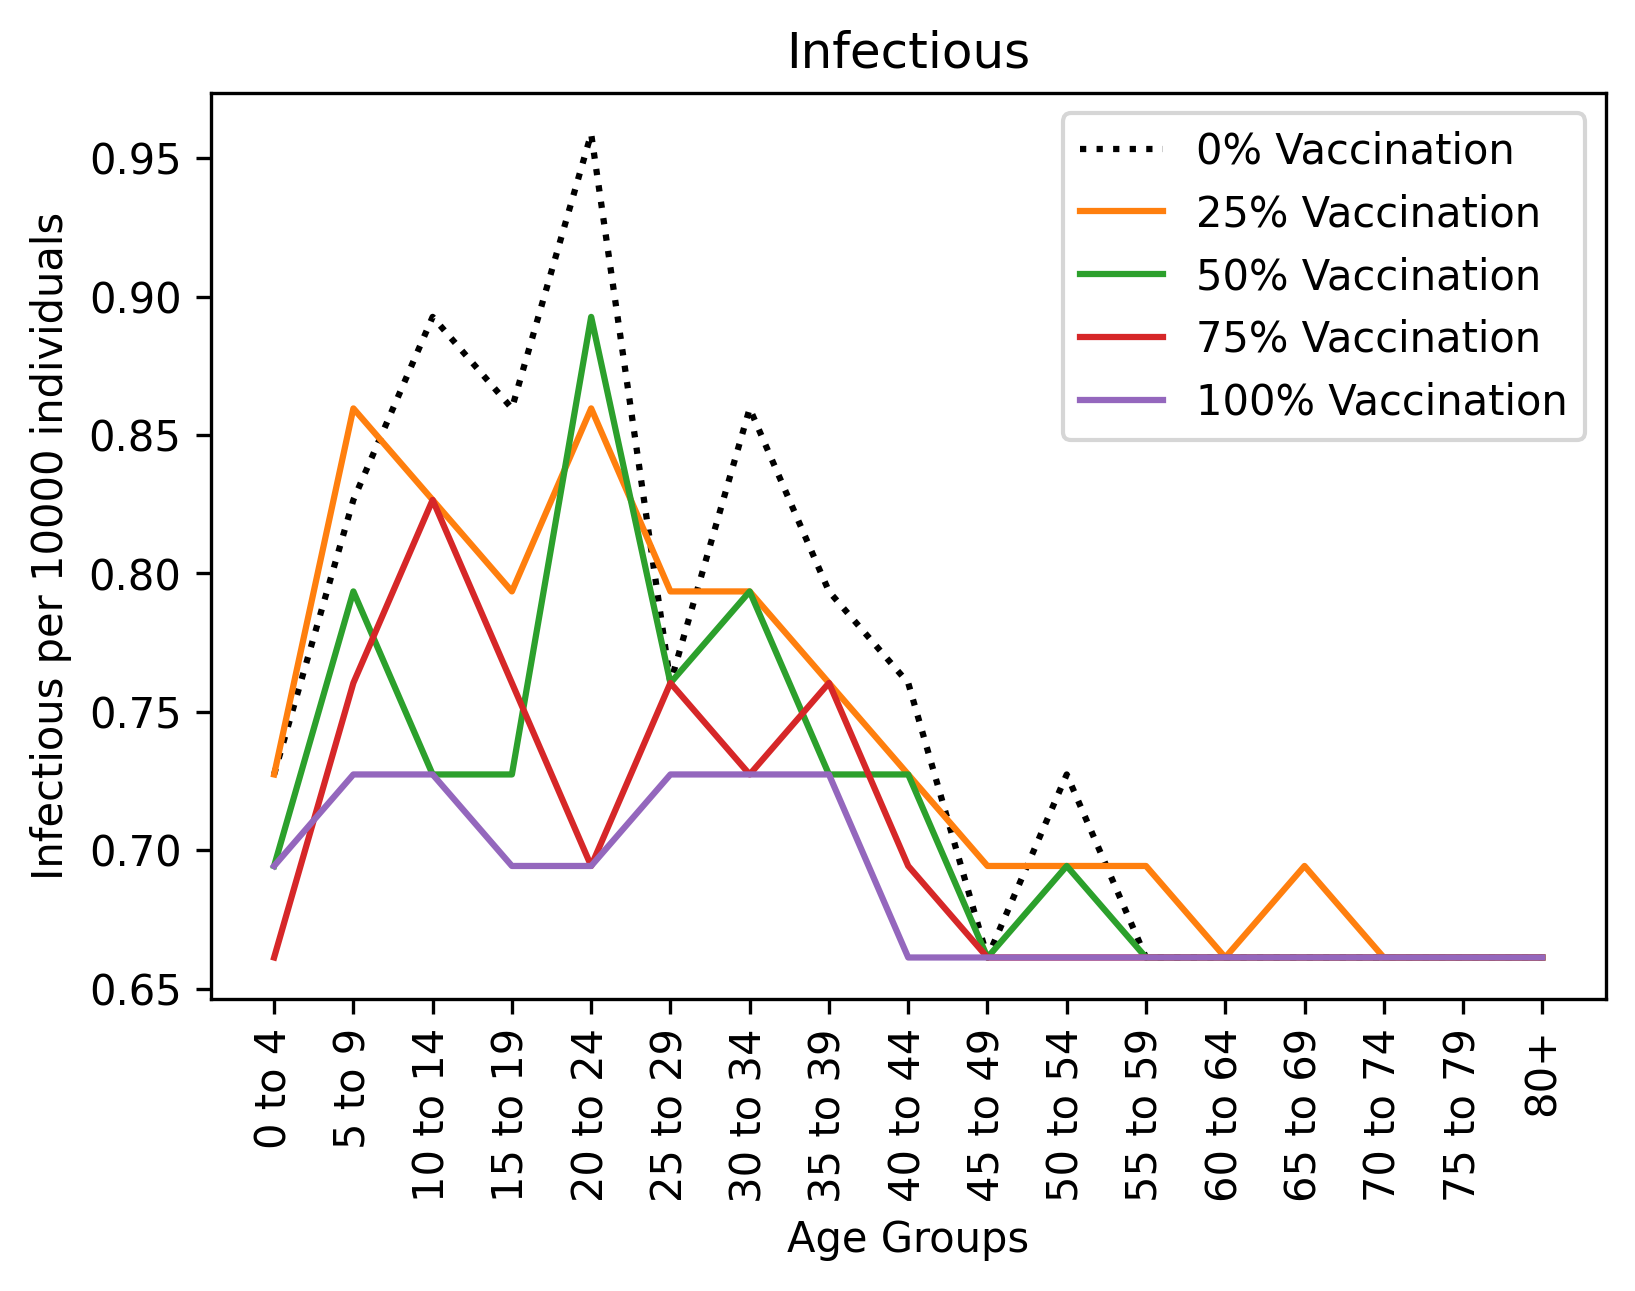 Infectious
0.95
0.90
0.85
0.80
0.75
0.70
0.65
Infectious per 100000 individuals
0% Vaccination
25% Vaccination
50% Vaccination
75% Vaccination
100% Vaccination
0 to 4
5 to 9
10 to 14
15 to 19
20 to 24
25 to 29
30 to 34
35 to 39
40 to 44
45 to 49
50 to 54
55 to 59
60 to 64
65 to 69
70 to 74
75 to 79
80+
Age Groups